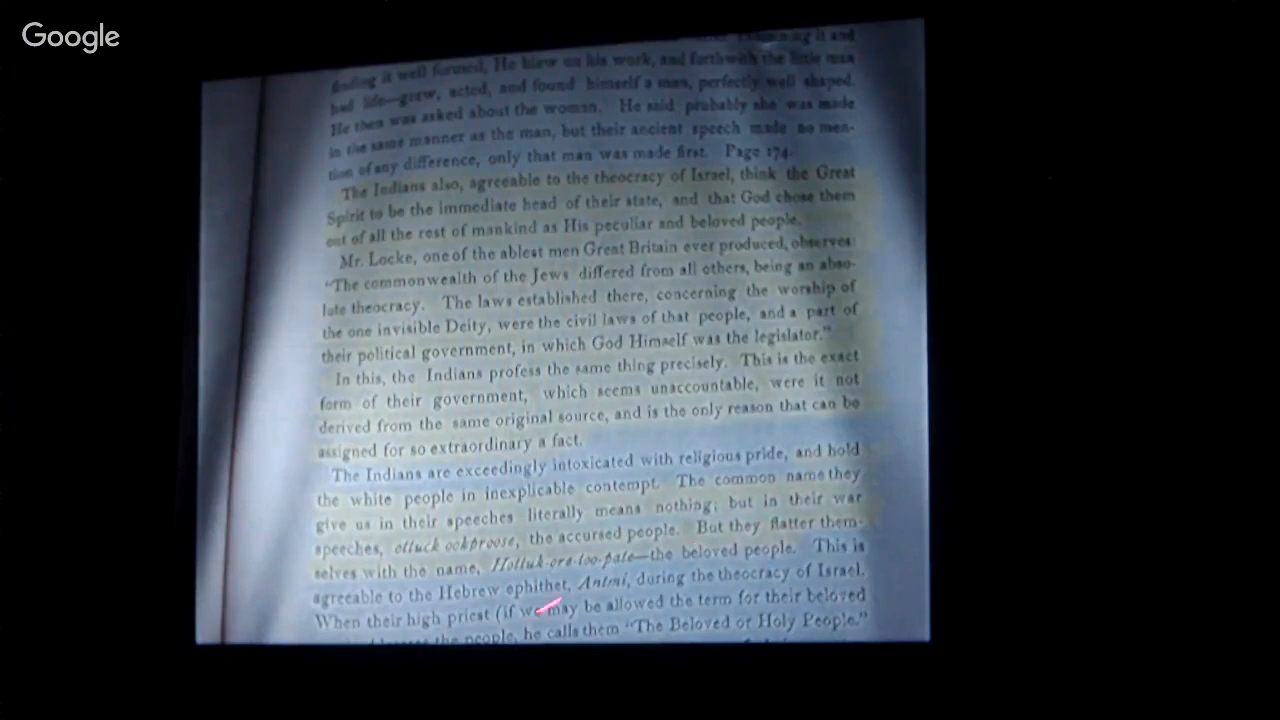 Google
it and
finding it well formed, He blew on his work, and forthwith the little man
had life—grew, acted, and found himself a man, perfectly well shaped.
He then was asked about the woman. He said probably she was made
in the same manner as the man, but their ancient speech made no men-
tion of any difference, only that man was made first. Page 174.
The Indians also, agreeable to the theocracy of Israel, think the Great
Spirit to be the immediate head of their state, and that God chose them
out of all the rest of mankind as His peculiar and beloved people.
Mr. Locke, one of the ablest men Great Britain ever produced, observes:
"The commonwealth of the Jews differed from all others, being an abso-
lute theocracy. The laws established there, concerning the worship of
the one invisible Deity, were the civil laws of that people, and a part of
their political government, in which God Himself was the legislator."
In this, the Indians profess the same thing precisely. This is the exact
form of their government, which seems unaccountable, were it not
derived from the same original source, and is the only reason that can be
assigned for so extraordinary a fact.
The Indians are exceedingly intoxicated with religious pride, and hold
the white people in inexplicable contempt. The common name they
give us in their speeches literally means nothing; but in their war
speeches, ottuck ockproose, the accursed people. But they flatter them-
selves with the name, Hottuk-ore-too-pate—the beloved people. This is
agreeable to the Hebrew ephithet, Antmi, during the theocracy of Israel.
When their high priest (if we may be allowed the term for their beloved
the people, he calls them "The Beloved or Holy People."